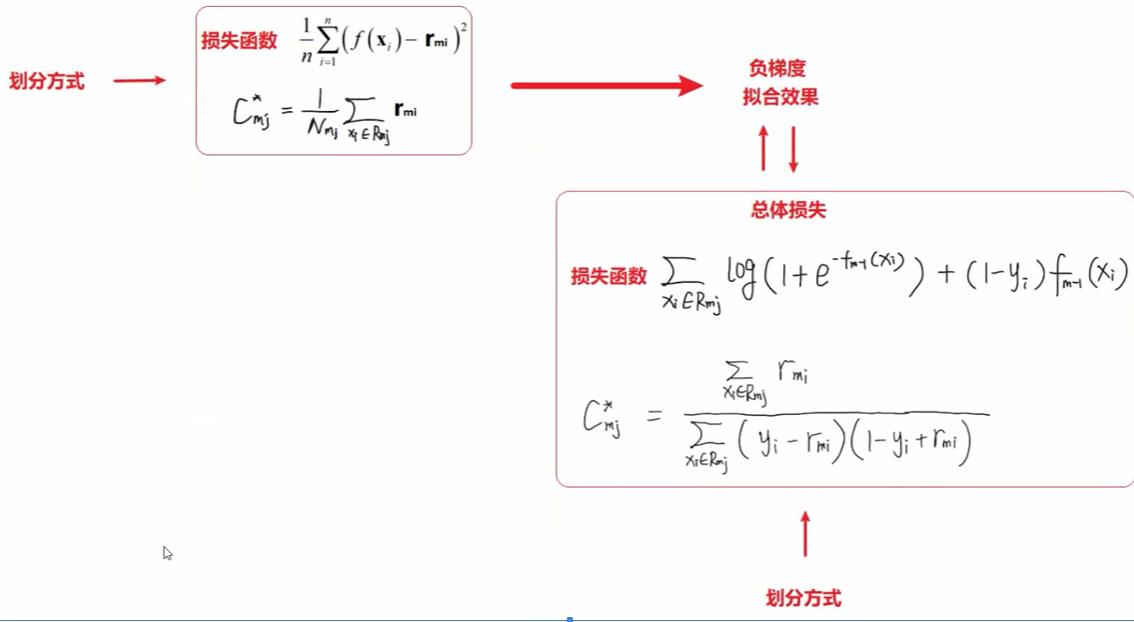 划分方式
损失函数 \frac{1}{n}\sum_{i=1}^{n}(f(\mathbf{x}_i) - \mathbf{r}_{mi})^2
C_{mj}^* = \frac{1}{N_{mj}} \sum_{x_i \in R_{mj}} \mathbf{r}_{mi}
负梯度
拟合效果
总体损失
损失函数 \sum_{x_i \in R_{mj}} \log(1 + e^{-f_{m-1}(x_i)}) + (1 - y_i) f_{m-1}(x_i)
C_{mj}^* = \frac{\sum_{x_i \in R_{mj}} r_{mi}}{\sum_{x_i \in R_{mj}} (y_i - r_{mi})(1 - y_i + r_{mi})}
划分方式